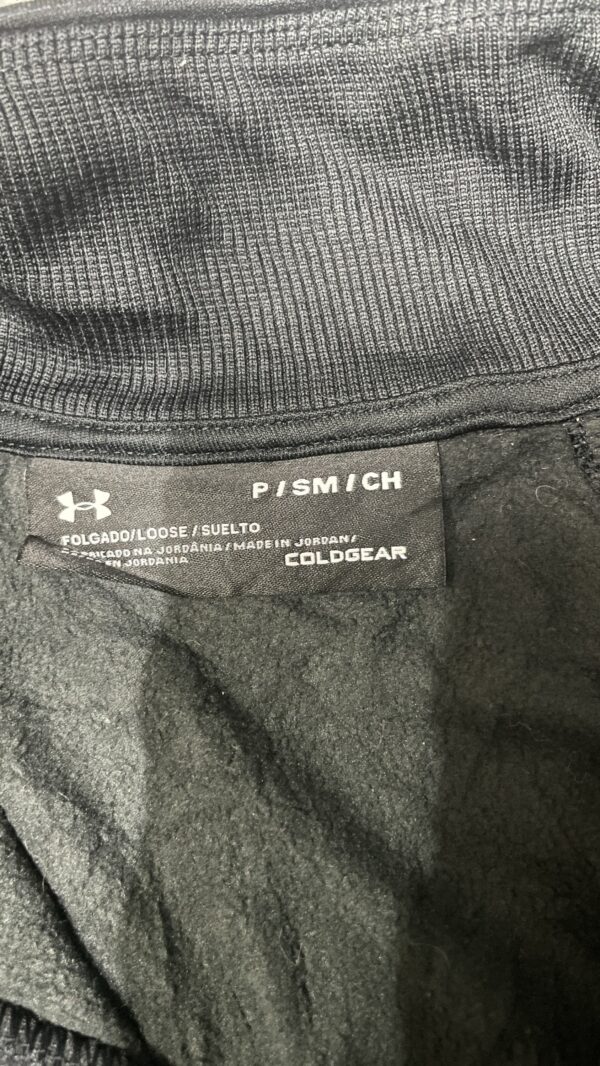 P / SM / CH
FOLGADO/LOOSE / SUELTO
NA JORDÂNIA / MADE IN JORDAN /
EN JORDANIA
COLDGEAR